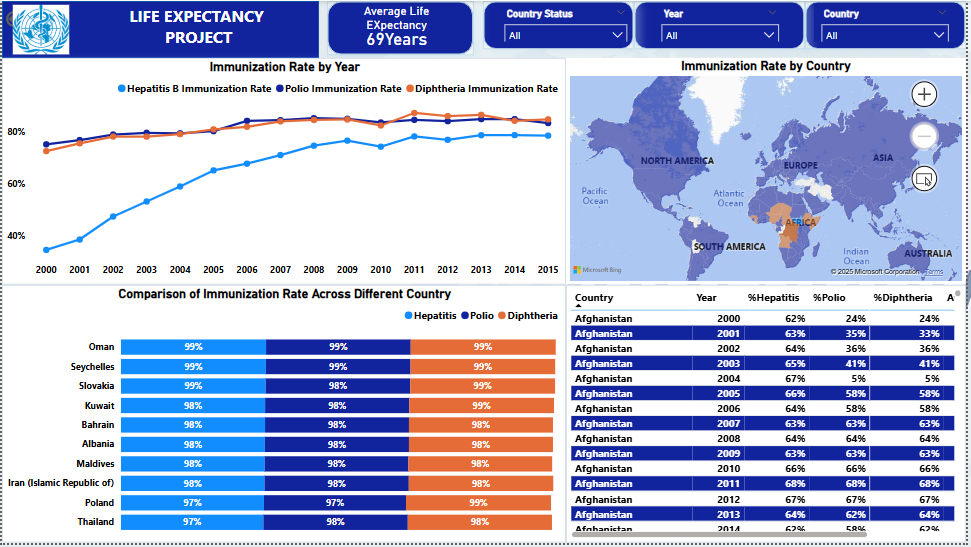 LIFE EXPECTANCY
PROJECT
Average Life
EXpectancy
69Years
Country Status
All
Year
All
Country
All
Immunization Rate by Year
Hepatitis B Immunization Rate Polio Immunization Rate Diphtheria Immunization Rate
80%
60%
40%
2000 2001 2002 2003 2004 2005 2006 2007 2008 2009 2010 2011 2012 2013 2014 2015
Immunization Rate by Country
NORTH AMERICA
EUROPE
ASIA
Pacific
Ocean
Atlantic
Ocean
AFRICA
SOUTH AMERICA
Indian
Ocean
AUSTRALIA
Microsoft Bing
© 2025 Microsoft Corporation Terms
Comparison of Immunization Rate Across Different Country
Hepatitis Polio Diphtheria
Oman 99% 99% 99%
Seychelles 99% 99% 99%
Slovakia 99% 98% 99%
Kuwait 98% 98% 99%
Bahrain 98% 98% 98%
Albania 98% 98% 98%
Maldives 98% 98% 98%
Iran (Islamic Republic of) 98% 98% 98%
Poland 97% 97% 99%
Thailand 97% 98% 98%
Country Year %Hepatitis %Polio %Diphtheria A
Afghanistan 2000 62% 24% 24%
Afghanistan 2001 63% 35% 33%
Afghanistan 2002 64% 36% 36%
Afghanistan 2003 65% 41% 41%
Afghanistan 2004 67% 5% 5%
Afghanistan 2005 66% 58% 58%
Afghanistan 2006 64% 58% 58%
Afghanistan 2007 63% 63% 63%
Afghanistan 2008 64% 64% 64%
Afghanistan 2009 63% 63% 63%
Afghanistan 2010 66% 66% 66%
Afghanistan 2011 68% 68% 68%
Afghanistan 2012 67% 67% 67%
Afghanistan 2013 64% 62% 64%
Afghanistan 2014 62% 58% 62%